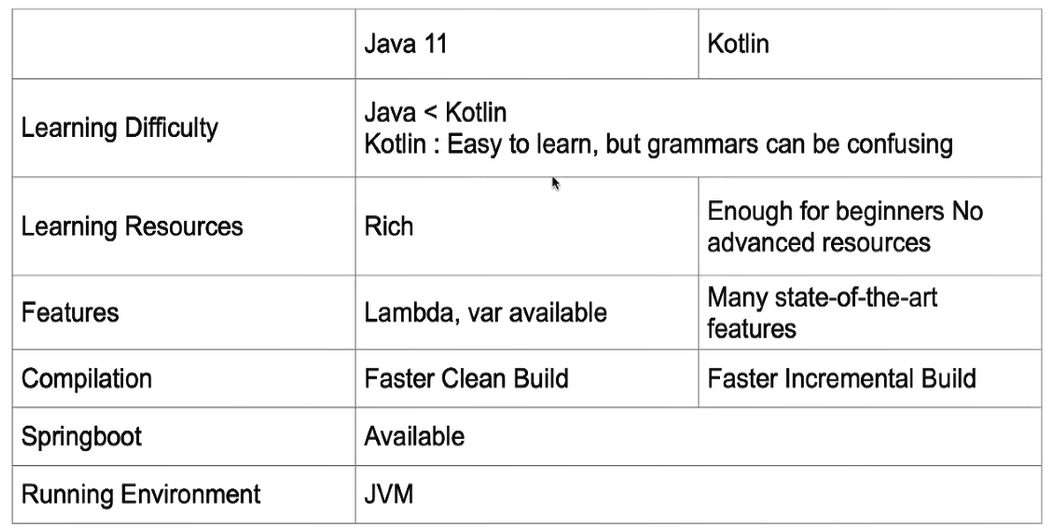 Java 11
Kotlin
Learning Difficulty
Java < Kotlin
Kotlin : Easy to learn, but grammars can be confusing
Learning Resources
Rich
Enough for beginners No
advanced resources
Features
Lambda, var available
Many state-of-the-art
features
Compilation
Faster Clean Build
Faster Incremental Build
Springboot
Available
Running Environment
JVM